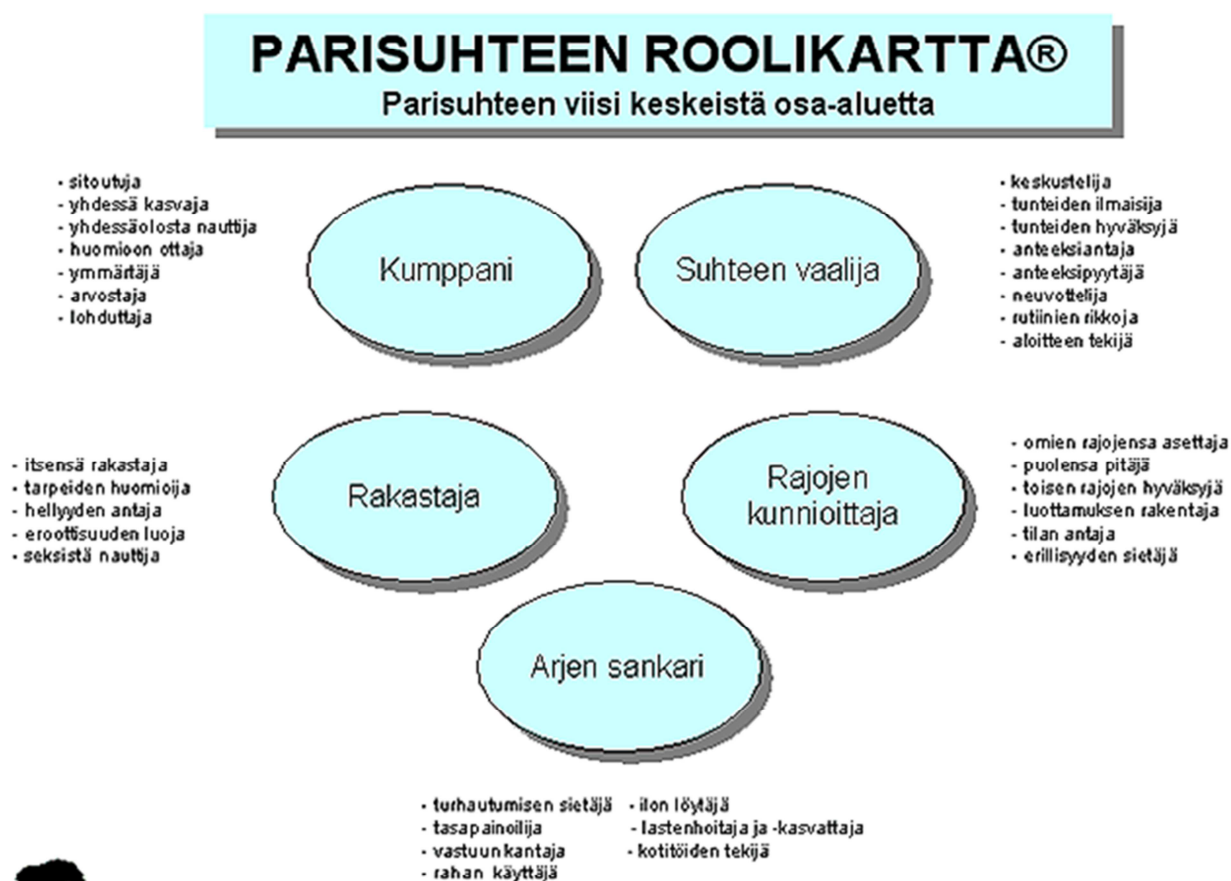 PARISUHTEEN ROOLIKARTTA®
Parisuhteen viisi keskeistä osa-aluetta
- sitoutuja
- yhdessä kasvaja
- yhdessäolosta nauttija
- huomioon ottaja
- ymmärtäjä
- arvostaja
- lohduttaja
Kumppani
Suhteen vaalija
- keskustelija
- tunteiden ilmaisija
- tunteiden hyväksyjä
- anteeksiantaja
- anteeksipyytäjä
- neuvottelija
- rutiinien rikkoja
- aloitteen tekijä
- itsensä rakastaja
- tarpeiden huomioija
- hellyyden antaja
- eroottisuuden luoja
- seksistä nauttija
Rakastaja
Rajojen
kunnioittaja
- omien rajojensa asettaja
- puolensa pitäjä
- toisen rajojen hyväksyjä
- luottamuksen rakentaja
- tilan antaja
- erillisyyden sietäjä
Arjen sankari
- turhautumisen sietäjä
- tasapainoilija
- vastuunkantaja
- rahan käyttäjä
- ilon löytäjä
- lastenhoitaja ja -kasvattaja
- kotitöiden tekijä